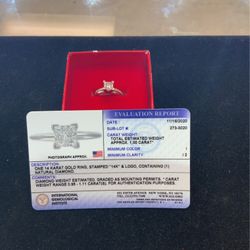 EVALUATION REPORT
DATE 11/16/2020
SUB-LOT #: 273-3020
CARAT WEIGHT
TOTAL ESTIMATED WEIGHT
APPROX. 1.00 CARAT*
MINIMUM COLOR I
MINIMUM CLARITY I2
PHOTOGRAPH APPROX.
DESCRIPTION
ONE 14 KARAT GOLD RING, STAMPED "14K" & LOGO, CONTAINING (1)
NATURAL DIAMOND.
COMMENTS
DIAMOND WEIGHT ESTIMATED, GRADED AS MOUNTING PERMITS. * CARAT
WEIGHT RANGE 0.95 - 1.11 CARAT(S). FOR AUTHENTICATION PURPOSES.
INTERNATIONAL
GEMOLOGICAL
INSTITUTE